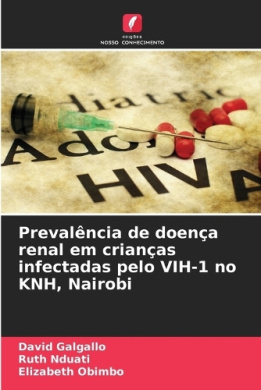 edições
NOSSO CONHECIMENTO
diatric
Ado
HIV
Prevalência de doença
renal em crianças
infectadas pelo VIH-1 no
KNH, Nairobi
David Galgallo
Ruth Nduati
Elizabeth Obimbo